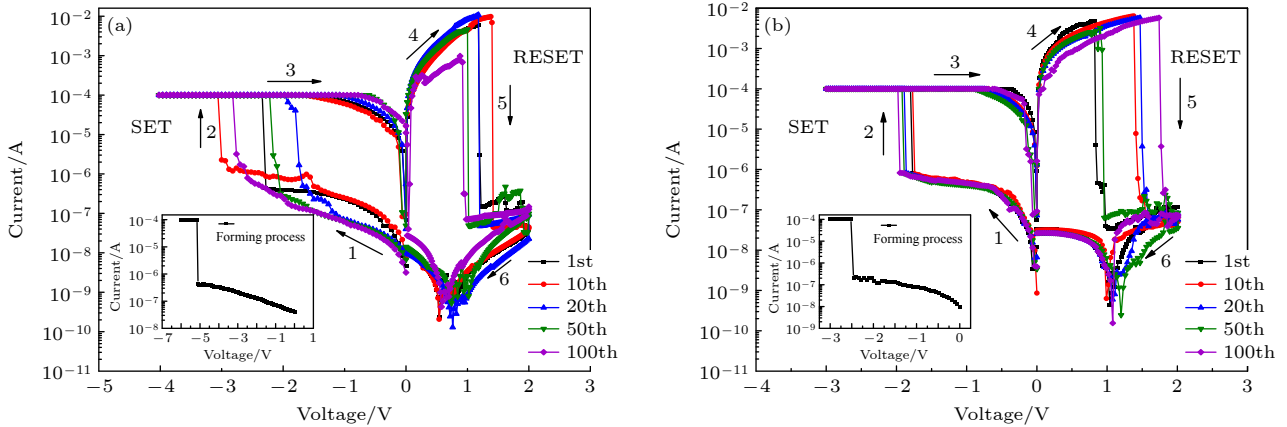 (a)
10⁻²
10⁻³
10⁻⁴
10⁻⁵
10⁻⁶
10⁻⁷
10⁻⁸
10⁻⁹
10⁻¹⁰
10⁻¹¹
Current/A
SET
RESET
1
2
3
4
5
6
1st
10th
20th
50th
100th
−5 −4 −3 −2 −1 0 1 2 3
Voltage/V
10⁻⁴
10⁻⁵
10⁻⁶
10⁻⁷
10⁻⁸
Current/A
Forming process
−7 −5 −3 −1 1
Voltage/V
(b)
10⁻²
10⁻³
10⁻⁴
10⁻⁵
10⁻⁶
10⁻⁷
10⁻⁸
10⁻⁹
10⁻¹⁰
10⁻¹¹
Current/A
SET
RESET
1
2
3
4
5
6
1st
10th
20th
50th
100th
−4 −3 −2 −1 0 1 2 3
Voltage/V
10⁻⁴
10⁻⁵
10⁻⁶
10⁻⁷
10⁻⁸
10⁻⁹
Current/A
Forming process
−3 −2 −1 0
Voltage/V